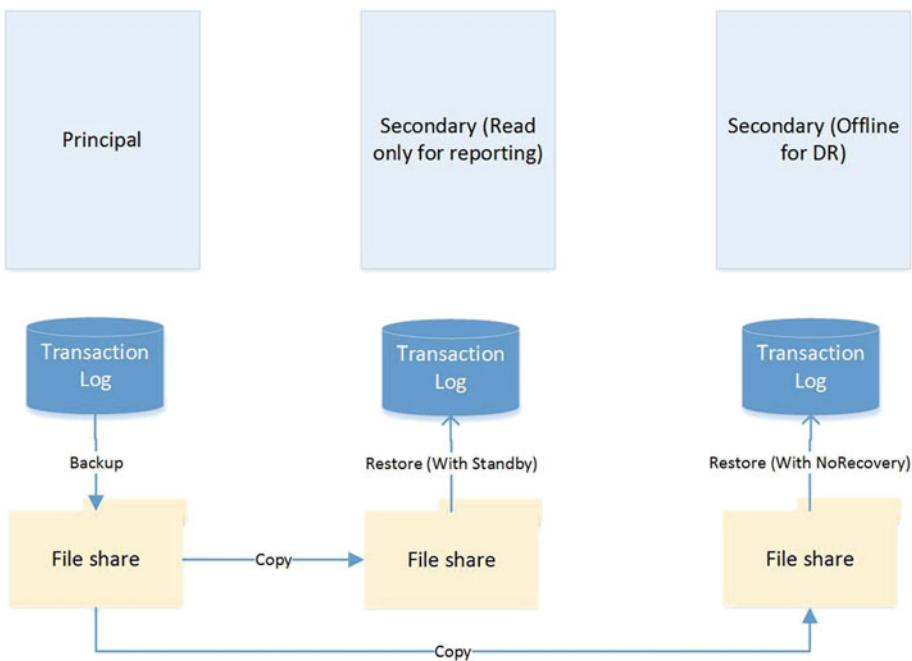 Principal
Secondary (Read
only for reporting)
Secondary (Offline
for DR)
Transaction
Log
Transaction
Log
Transaction
Log
Backup
Restore (With Standby)
Restore (With NoRecovery)
File share
Copy
File share
File share
Copy